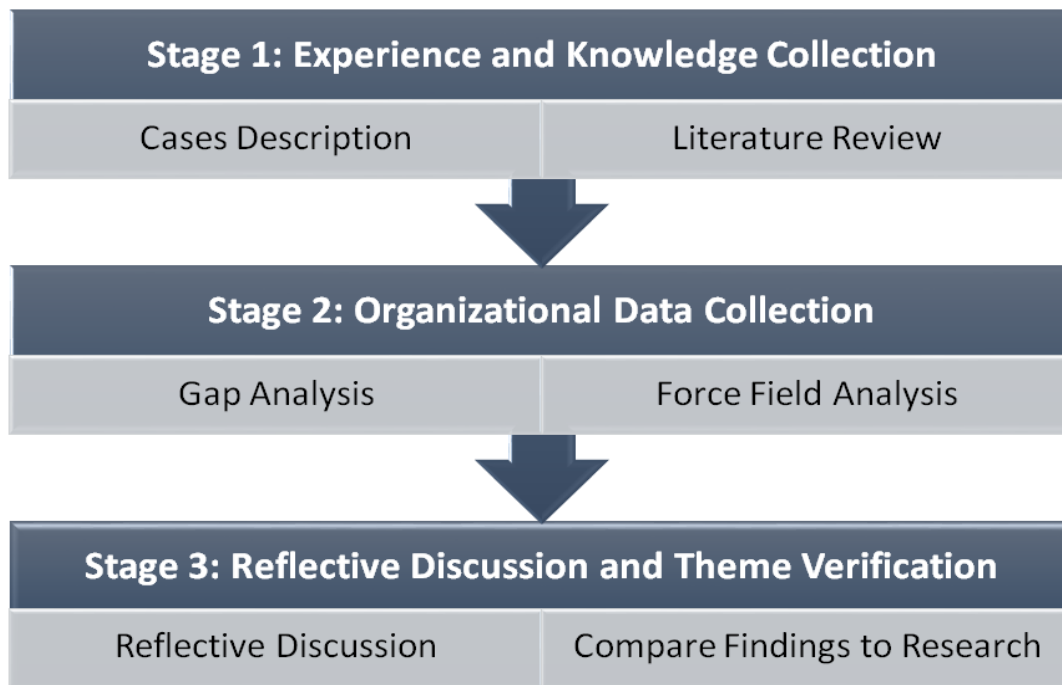 Stage 1: Experience and Knowledge Collection
Cases Description
Literature Review
Stage 2: Organizational Data Collection
Gap Analysis
Force Field Analysis
Stage 3: Reflective Discussion and Theme Verification
Reflective Discussion
Compare Findings to Research